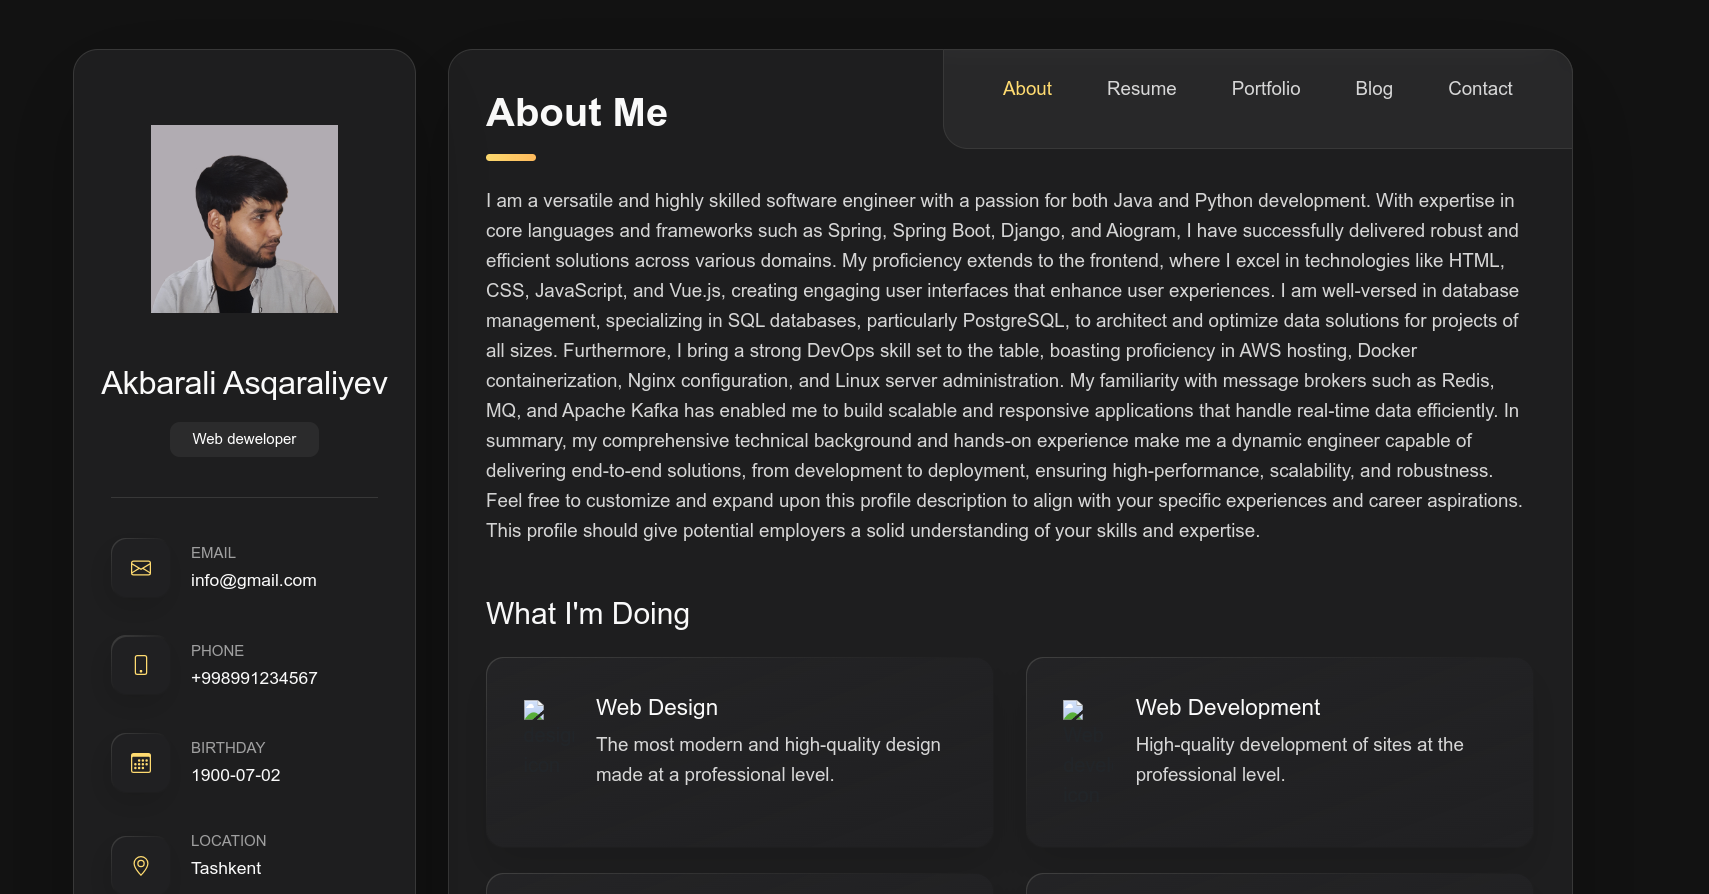 Akbarali Asqaraliyev
Web deweloper
EMAIL
info@gmail.com
PHONE
+998991234567
BIRTHDAY
1900-07-02
LOCATION
Tashkent
About Resume Portfolio Blog Contact
About Me
I am a versatile and highly skilled software engineer with a passion for both Java and Python development. With expertise in
core languages and frameworks such as Spring, Spring Boot, Django, and Aiogram, I have successfully delivered robust and
efficient solutions across various domains. My proficiency extends to the frontend, where I excel in technologies like HTML,
CSS, JavaScript, and Vue.js, creating engaging user interfaces that enhance user experiences. I am well-versed in database
management, specializing in SQL databases, particularly PostgreSQL, to architect and optimize data solutions for projects of
all sizes. Furthermore, I bring a strong DevOps skill set to the table, boasting proficiency in AWS hosting, Docker
containerization, Nginx configuration, and Linux server administration. My familiarity with message brokers such as Redis,
MQ, and Apache Kafka has enabled me to build scalable and responsive applications that handle real-time data efficiently. In
summary, my comprehensive technical background and hands-on experience make me a dynamic engineer capable of
delivering end-to-end solutions, from development to deployment, ensuring high-performance, scalability, and robustness.
Feel free to customize and expand upon this profile description to align with your specific experiences and career aspirations.
This profile should give potential employers a solid understanding of your skills and expertise.
What I'm Doing
Web Design
The most modern and high-quality design
made at a professional level.
Web Development
High-quality development of sites at the
professional level.